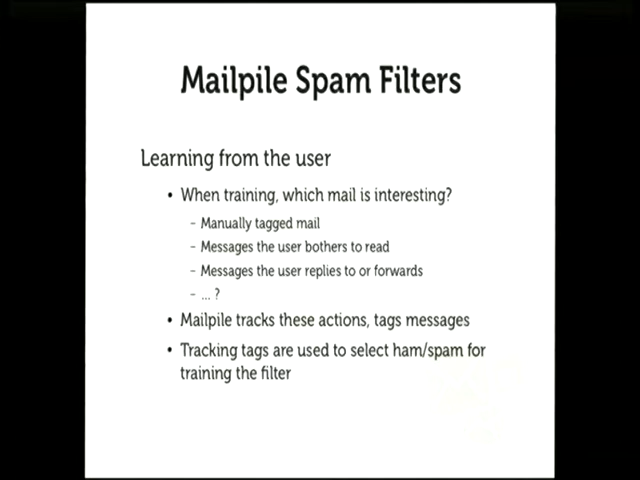 Mailpile Spam Filters
Learning from the user
• When training, which mail is interesting?
– Manually tagged mail
– Messages the user bothers to read
– Messages the user replies to or forwards
– ... ?
• Mailpile tracks these actions, tags messages
• Tracking tags are used to select ham/spam for
training the filter